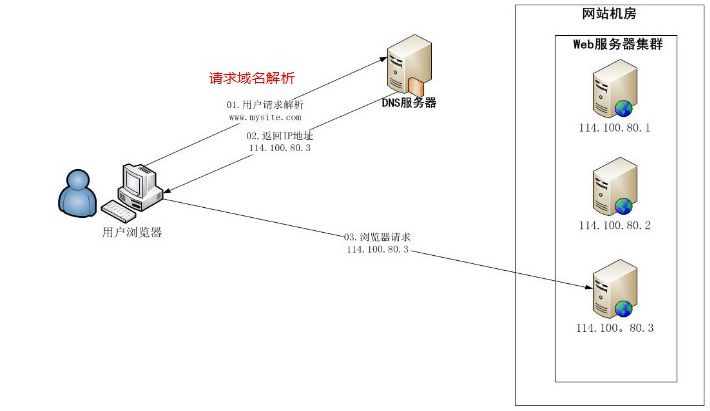 网站机房
Web服务器集群
请求域名解析
DNS服务器
01.用户请求解析
www.mysite.com
02.返回IP地址
114.100.80.3
114.100.80.1
114.100.80.2
用户浏览器
03.浏览器请求
114.100.80.3
114.100。80.3